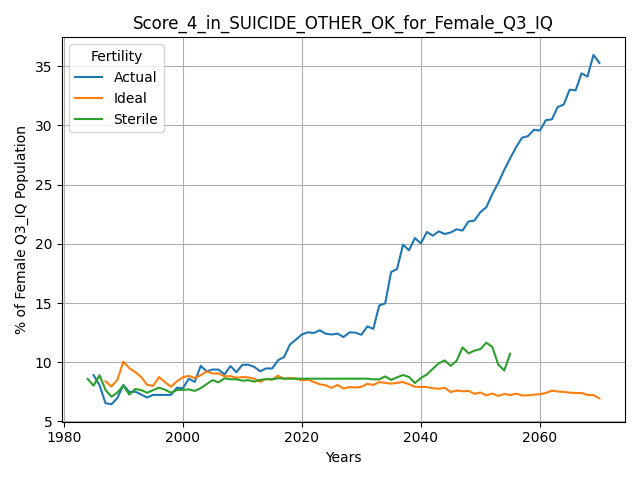 Score_4_in_SUICIDE_OTHER_OK_for_Female_Q3_IQ
Fertility
Actual
Ideal
Sterile
% of Female Q3_IQ Population
35
30
25
20
15
10
5
1980
2000
2020
2040
2060
Years